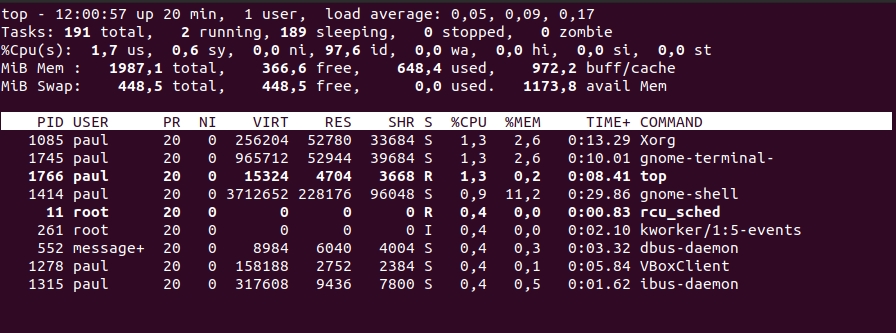 top - 12:00:57 up 20 min,  1 user,  load average: 0,05, 0,09, 0,17
Tasks: 191 total,   2 running, 189 sleeping,   0 stopped,   0 zombie
%Cpu(s):  1,7 us,  0,6 sy,  0,0 ni, 97,6 id,  0,0 wa,  0,0 hi,  0,0 si,  0,0 st
MiB Mem :   1987,1 total,    366,6 free,    648,4 used,    972,2 buff/cache
MiB Swap:    448,5 total,    448,5 free,      0,0 used.   1173,8 avail Mem
PID USER      PR  NI    VIRT    RES    SHR S  %CPU  %MEM     TIME+ COMMAND
1085 paul      20   0  256204  52780  33684 S   1,3   2,6   0:13.29 Xorg
1745 paul      20   0  965712  52944  39684 S   1,3   2,6   0:10.01 gnome-terminal-
1766 paul      20   0   15324   4704   3668 R   1,3   0,2   0:08.41 top
1414 paul      20   0 3712652 228176  96048 S   0,9  11,2   0:29.86 gnome-shell
11 root      20   0       0      0      0 R   0,4   0,0   0:00.83 rcu_sched
261 root      20   0       0      0      0 I   0,4   0,0   0:02.10 kworker/1:5-events
552 message+  20   0    8984   6040   4004 S   0,4   0,3   0:03.32 dbus-daemon
1278 paul      20   0  158188   2752   2384 S   0,4   0,1   0:05.84 VBoxClient
1315 paul      20   0  317608   9436   7800 S   0,4   0,5   0:01.62 ibus-daemon